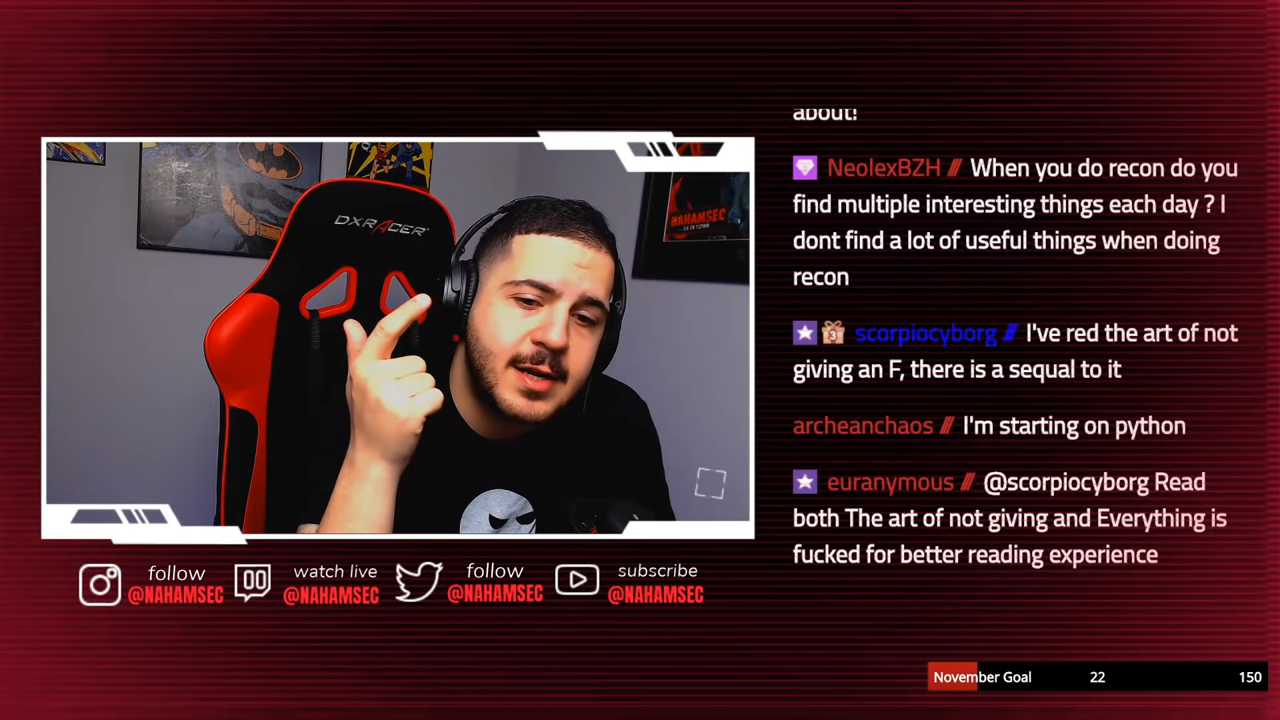 about!
NeolexBZH /// When you do recon do you
find multiple interesting things each day ? I
dont find a lot of useful things when doing
recon
3 scorpiocyborg /// I've red the art of not
giving an F, there is a sequal to it
archeanchaos /// I'm starting on python
euranymous /// @scorpiocyborg Read
both The art of not giving and Everything is
fucked for better reading experience
DXRACER
NAHAMSEC
follow
@NAHAMSEC
watch live
@NAHAMSEC
follow
@NAHAMSEC
subscribe
@NAHAMSEC
November Goal 22 150